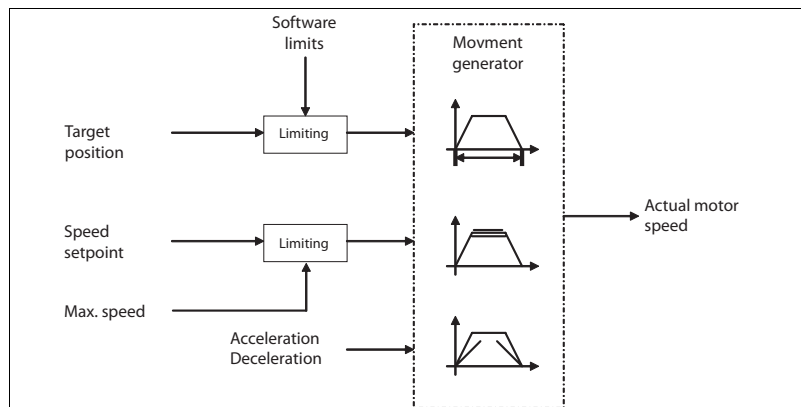 Software
limits
Movment
generator
Target
position
Limiting
Speed
setpoint
Limiting
Actual motor
speed
Max. speed
Acceleration
Deceleration